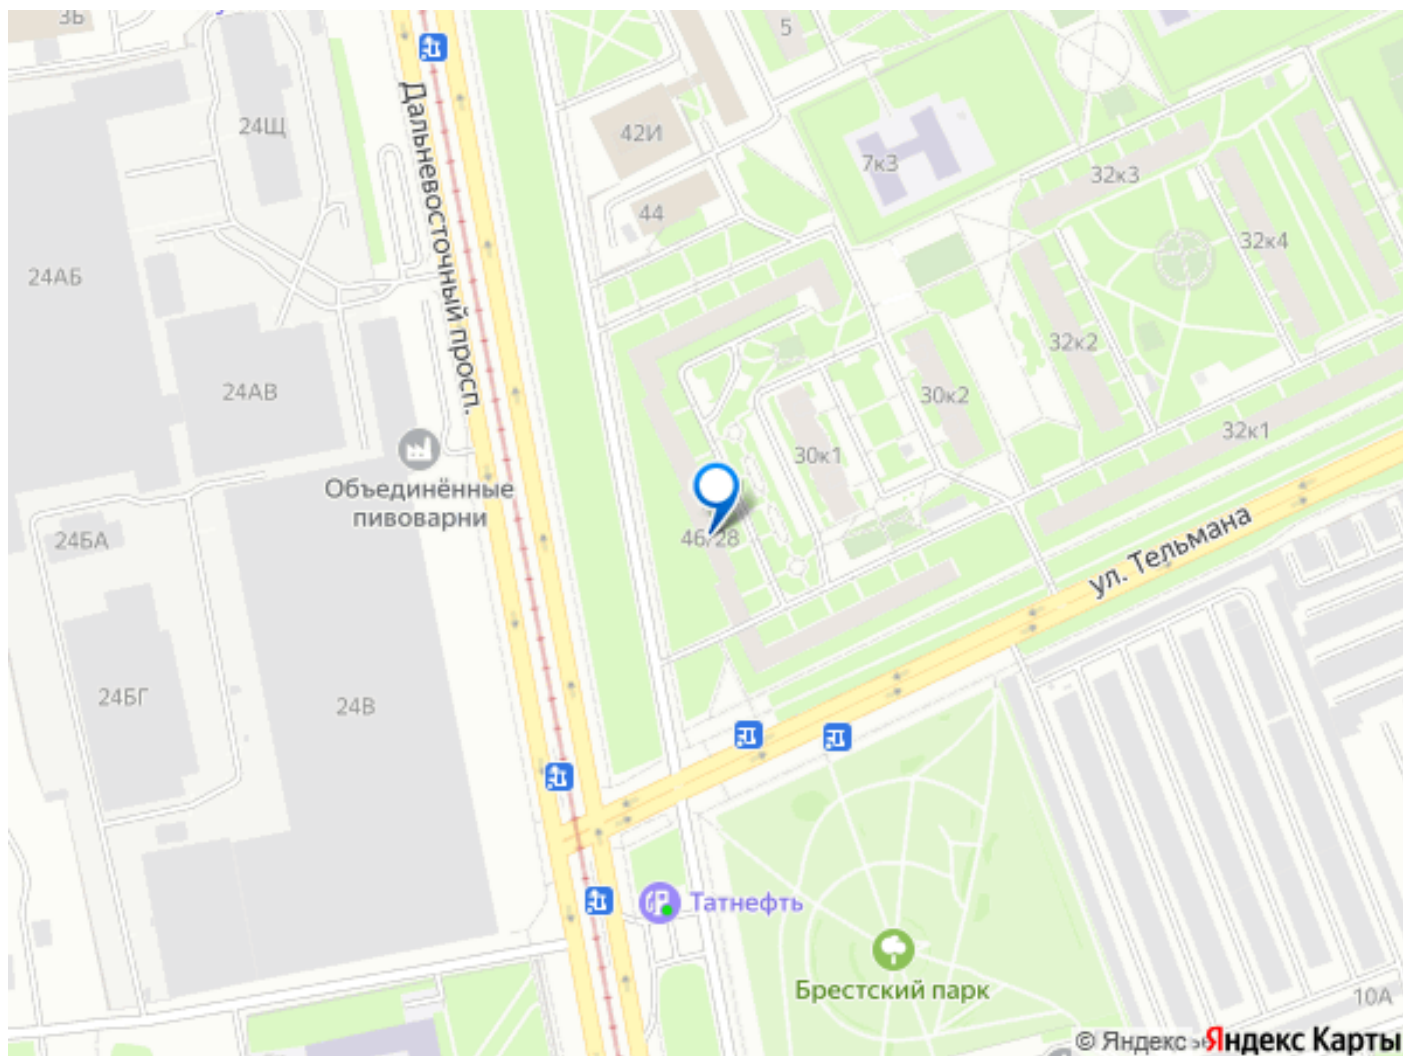 3Б
5
24Щ
42И
7к3
32к3
44
32к4
24АБ
Дальневосточный просп.
32к2
24АВ
30к2
32к1
30к1
Объединённые
пивоварни
46/28
24БА
ул. Тельмана
24БГ
24В
Татнефть
Брестский парк
10А
© Яндекс
Яндекс Карты